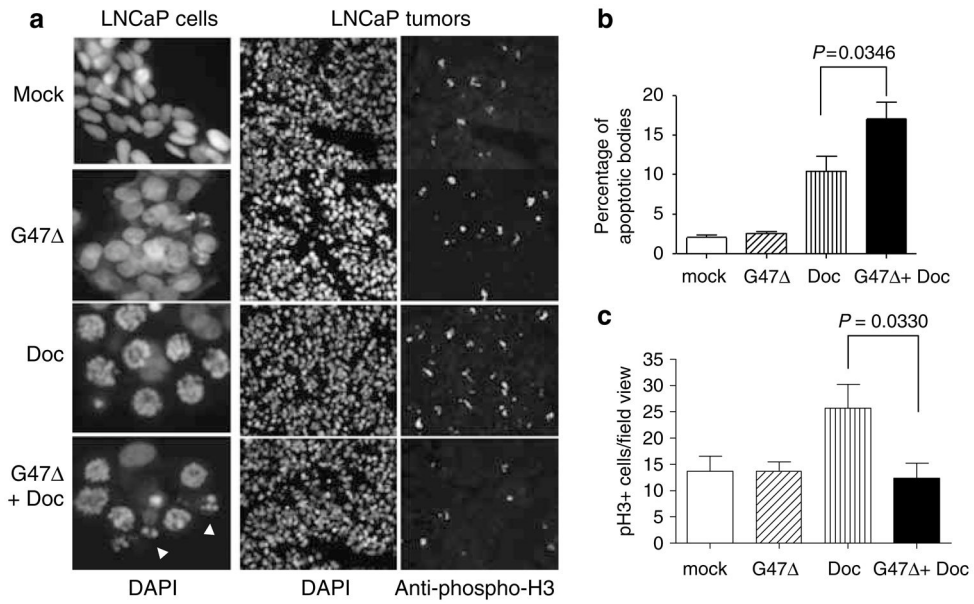 a
LNCaP cells
LNCaP tumors
Mock
G47Δ
Doc
G47Δ
+ Doc
DAPI
DAPI
Anti-phospho-H3
b
P=0.0346
Percentage of
apoptotic bodies
20
15
10
5
0
mock
G47Δ
Doc
G47Δ+ Doc
c
P = 0.0330
pH3+ cells/field view
35
30
25
20
15
10
5
0
mock
G47Δ
Doc
G47Δ+ Doc